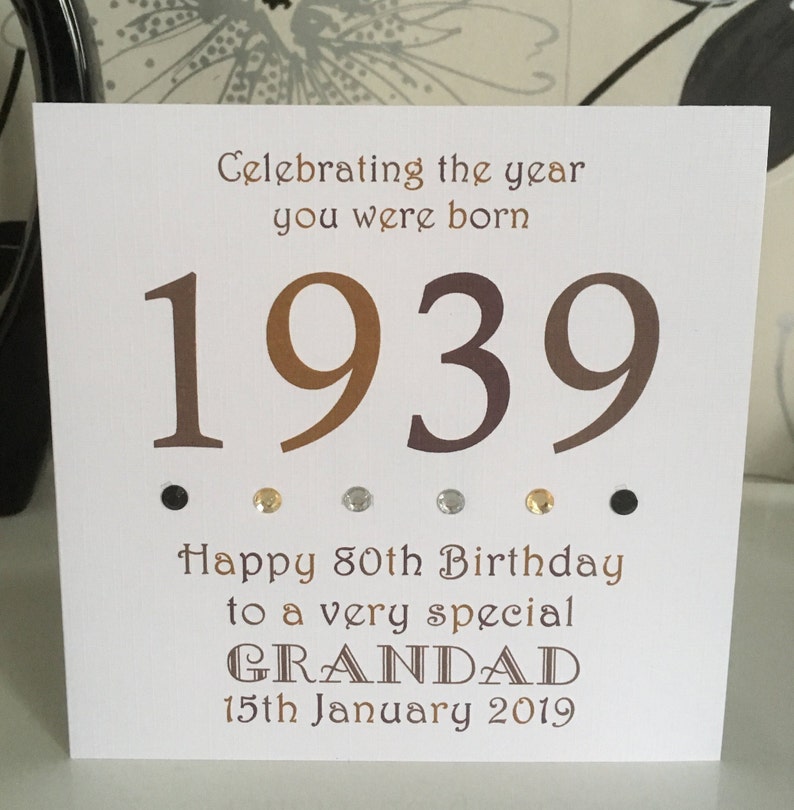 Celebrating the year
you were born
1939
Happy 80th Birthday
to a very special
GRANDAD
15th January 2019